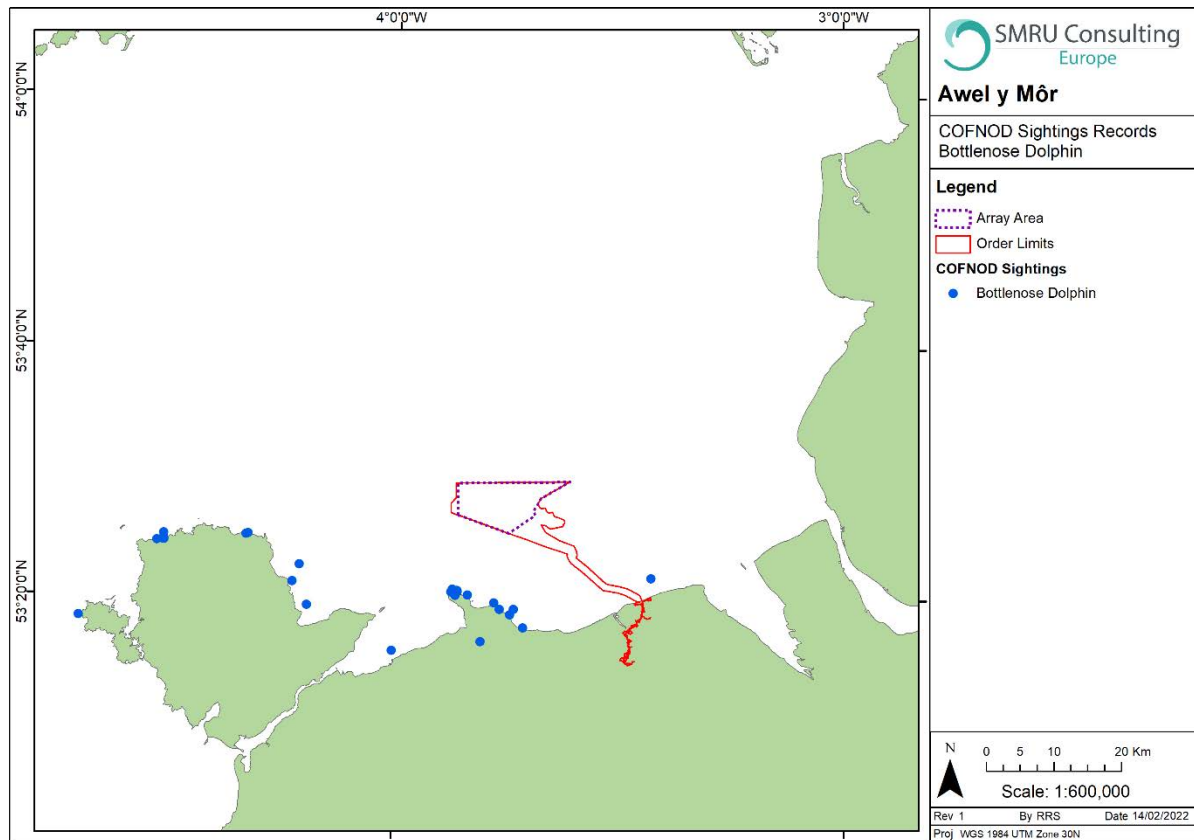 4°0'0"W
3°0'0"W
54°0'0"N
53°40'0"N
53°20'0"N
SMRU Consulting
Europe
Awel y Môr
COFNOD Sightings Records
Bottlenose Dolphin
Legend
Array Area
Order Limits
COFNOD Sightings
Bottlenose Dolphin
N
0 5 10 20 Km
Scale: 1:600,000
Rev 1 By RRS Date 14/02/2022
Proj WGS 1984 UTM Zone 30N